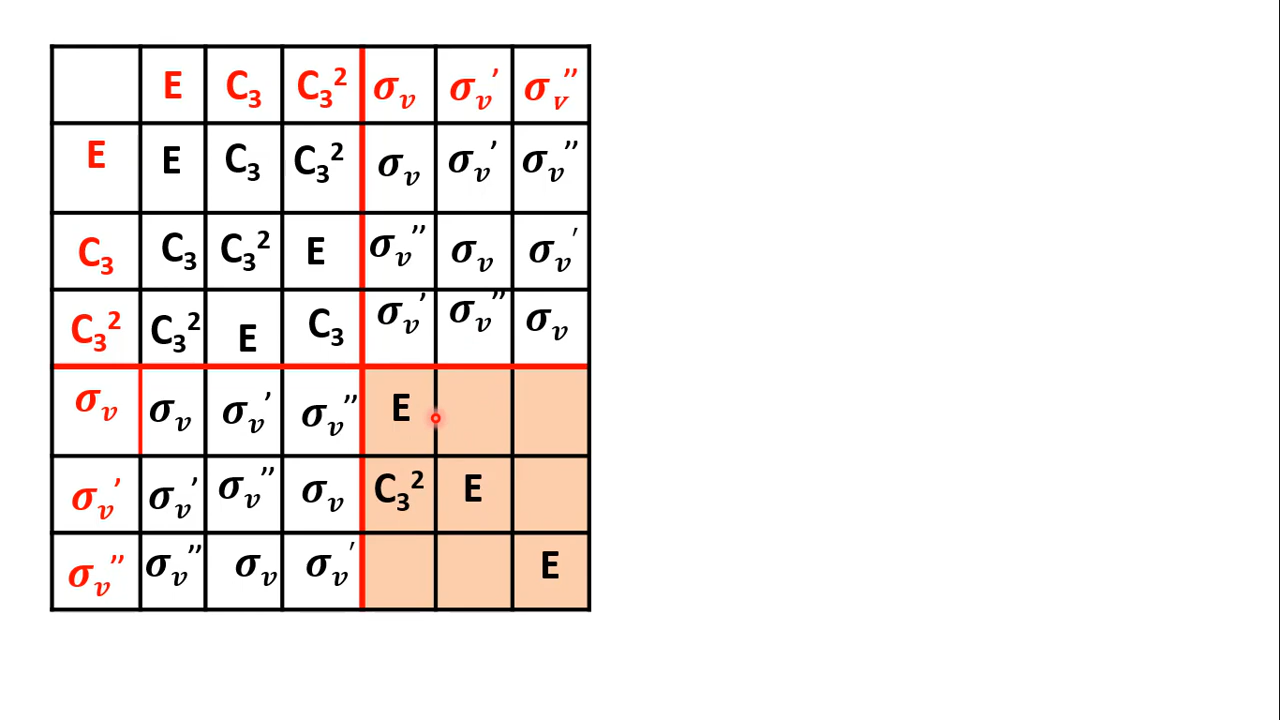 E C₃ C₃² σᵥ σᵥ’ σᵥ”
E E C₃ C₃² σᵥ σᵥ’ σᵥ”
C₃ C₃ C₃² E σᵥ” σᵥ σᵥ′
C₃² C₃² E C₃ σᵥ’ σᵥ” σᵥ
σᵥ σᵥ σᵥ’ σᵥ” E
σᵥ’ σᵥ’ σᵥ” σᵥ C₃² E
σᵥ” σᵥ” σᵥ σᵥ′ E